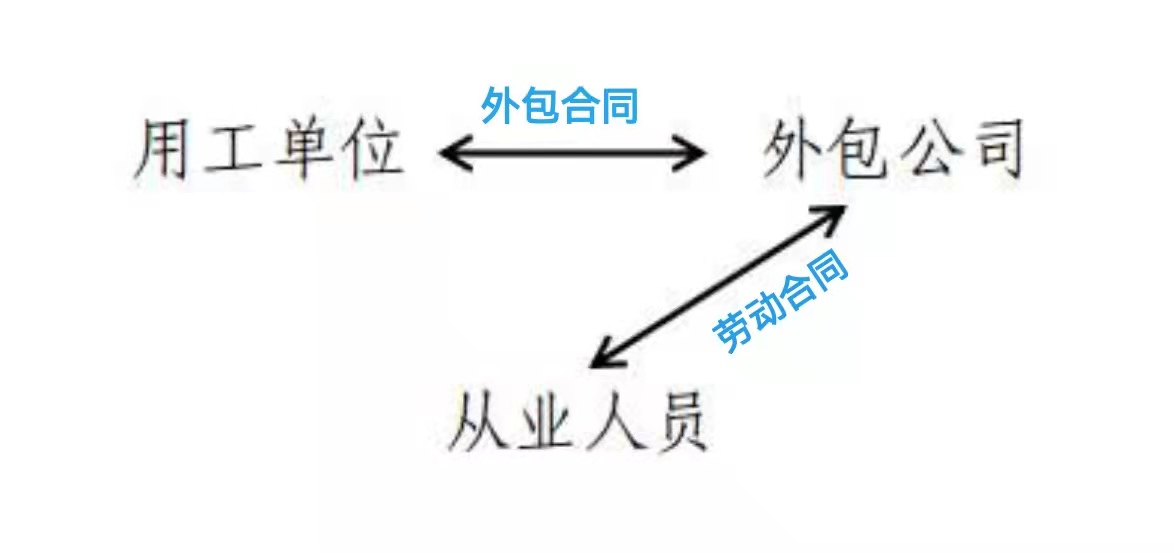 外包合同
用工单位
外包公司
劳动合同
从业人员